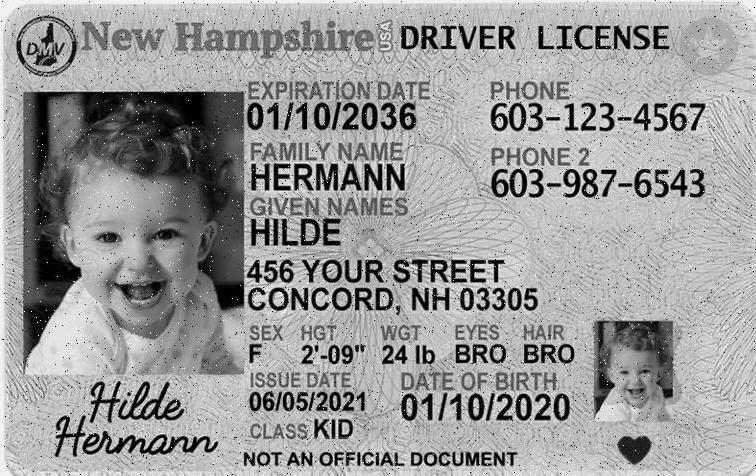 DMV
New Hampshire USA DRIVER LICENSE
EXPIRATION DATE PHONE
01/10/2036 603-123-4567
FAMILY NAME PHONE 2
HERMANN 603-987-6543
GIVEN NAMES
HILDE
456 YOUR STREET
CONCORD, NH 03305
SEX HGT WGT EYES HAIR
F 2'-09" 24 lb BRO BRO
ISSUE DATE DATE OF BIRTH
06/05/2021 01/10/2020
CLASS KID
Hilde
Hermann
NOT AN OFFICIAL DOCUMENT